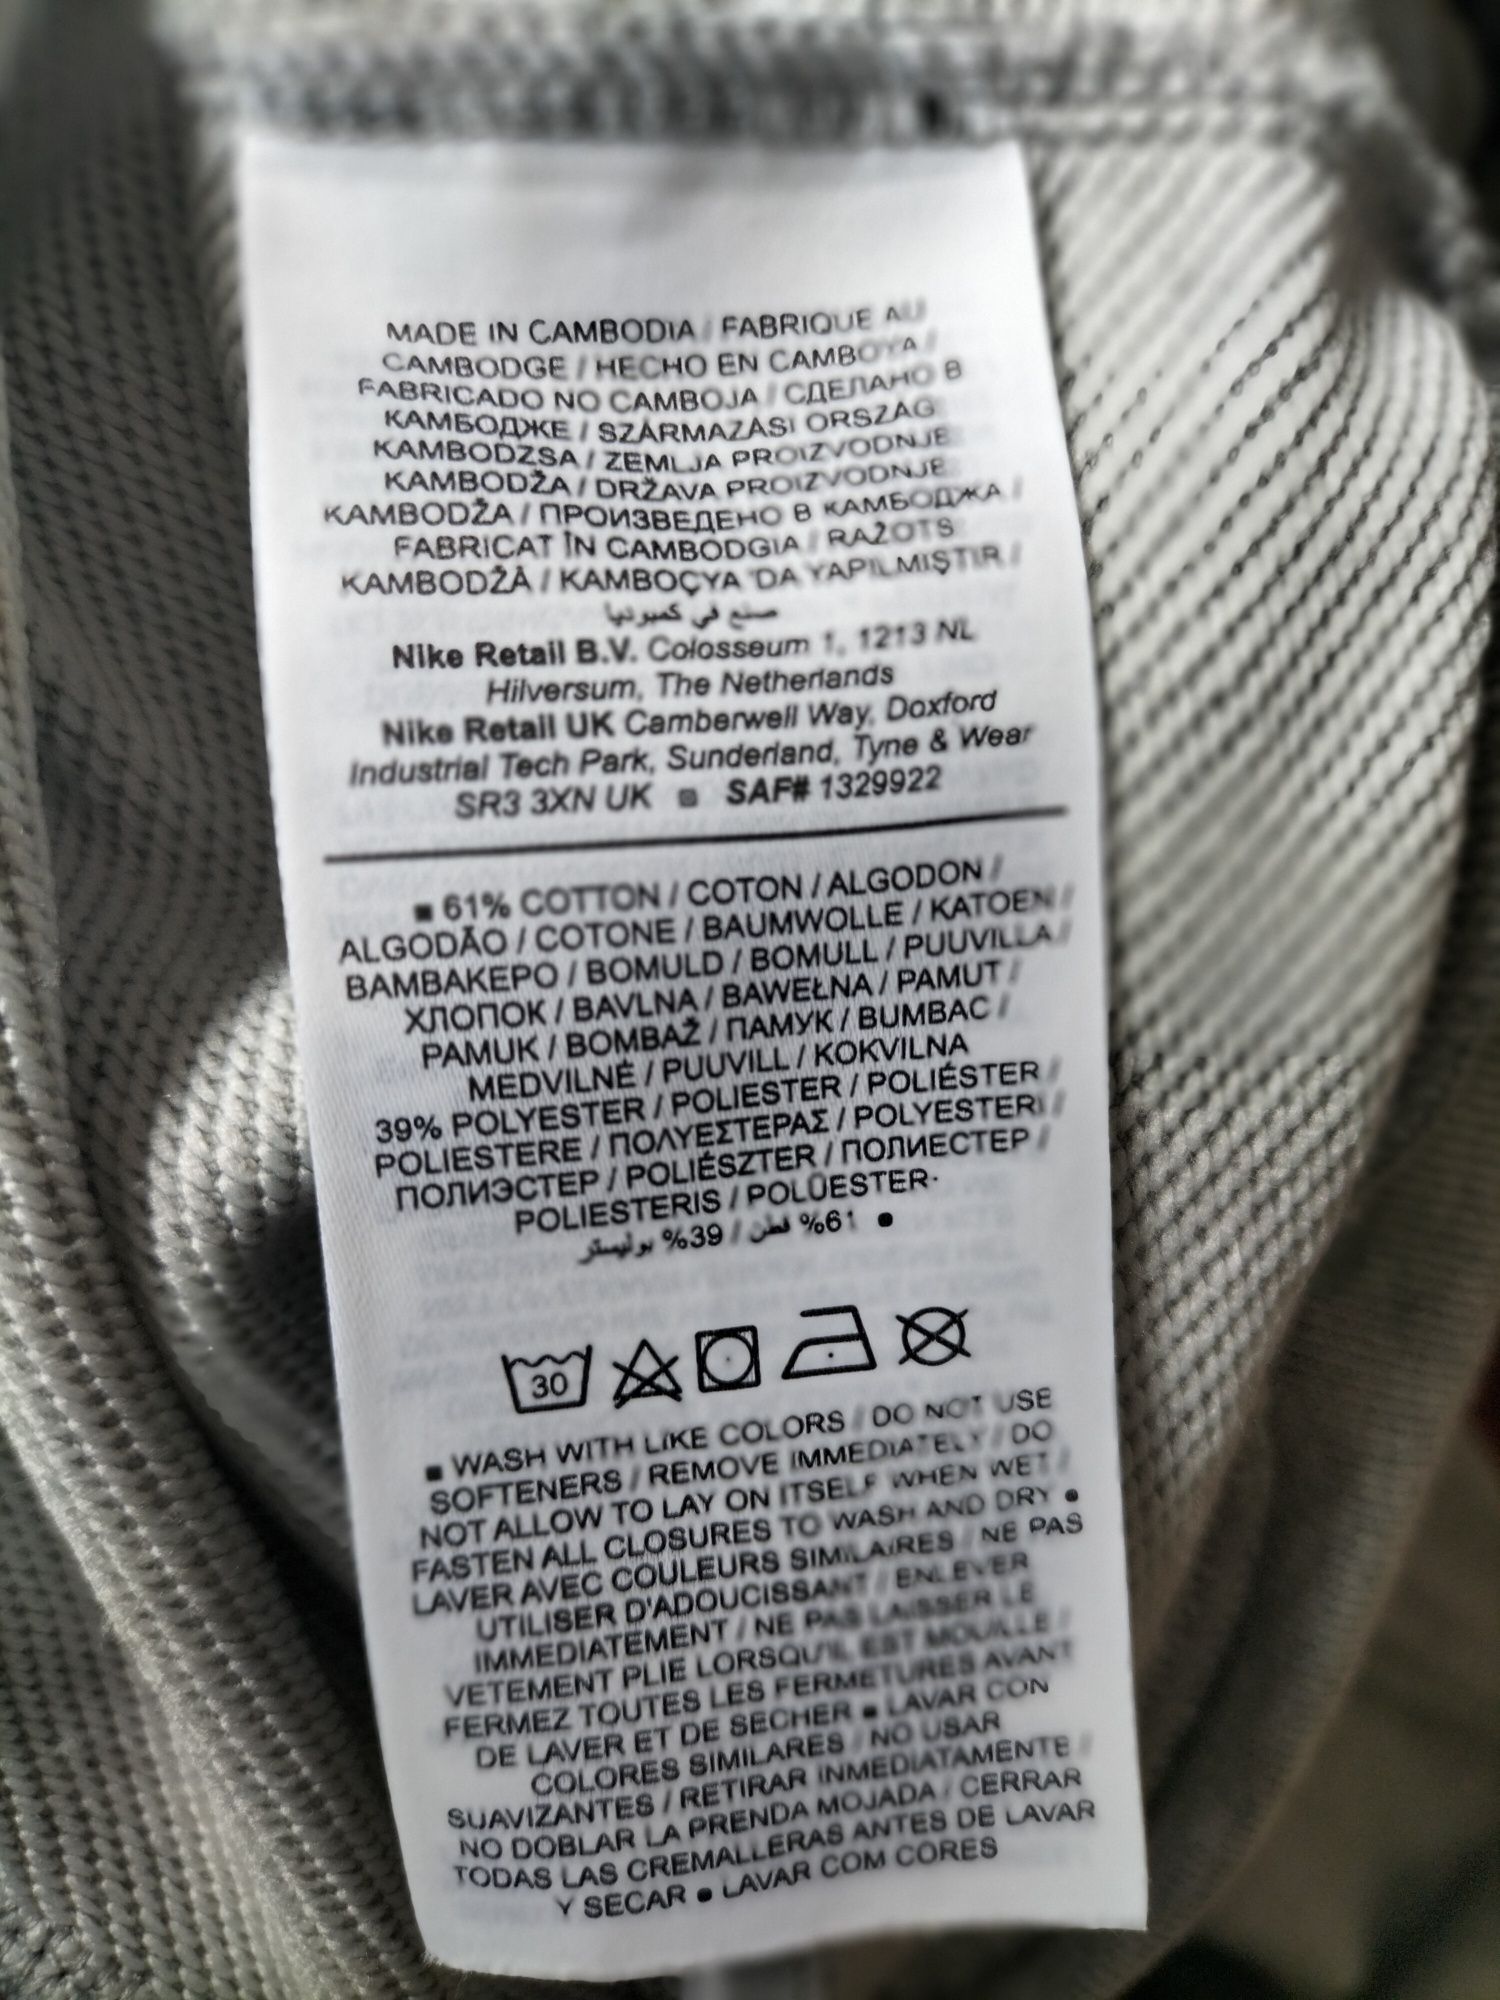 MADE IN CAMBODIA / FABRIQUE AU
CAMBODGE / HECHO EN CAMBOYA /
FABRICADO NO CAMBOJA / СДЕЛАНО В
КАМБОДЖЕ / SZÁRMAZÁSI ORSZÁG
KAMBODZSA / ZEMLJA PROIZVODNJE
KAMBODŽA / DRŽAVA PROIZVODNJE
KAMBODŽA / ПРОИЗВЕДЕНО В КАМБОДЖА /
FABRICAT ÎN CAMBODGIA / RAŽOTS
KAMBODŽĀ / KAMBOÇYA 'DA YAPILMIŞTIR /
صنع في كمبوديا
Nike Retail B.V. Colosseum 1, 1213 NL
Hilversum, The Netherlands
Nike Retail UK Camberwell Way, Doxford
Industrial Tech Park, Sunderland, Tyne & Wear
SR3 3XN UK ■ SAF# 1329922
■ 61% COTTON / COTON / ALGODON /
ALGODÃO / COTONE / BAUMWOLLE / KATOEN /
ΒΑΜΒΑΚΕΡΟ / BOMULD / BOMULL / PUUVILLA /
ХЛОПОК / BAVLNA / BAWEŁNA / PAMUT /
PAMUK / BOMBAŽ / ПАМУК / BUMBAC /
MEDVILNĖ / PUUVILL / KOKVILNA
39% POLYESTER / POLIESTER / POLIÉSTER /
POLIESTERE / ΠΟΛΥΕΣΤΕΡΑΣ / POLYESTERI /
ПОЛИЭСТЕР / POLIÉSZTER / ПОЛИЕСТЕР /
POLIESTERIS / POLÜESTER·
● 61% قطن / 39% بوليستر
30
■ WASH WITH LIKE COLORS / DO NOT USE
SOFTENERS / REMOVE IMMEDIATELY / DO
NOT ALLOW TO LAY ON ITSELF WHEN WET /
FASTEN ALL CLOSURES TO WASH AND DRY ●
LAVER AVEC COULEURS SIMILAIRES / NE PAS
UTILISER D'ADOUCISSANT / ENLEVER
IMMEDIATEMENT / NE PAS LAISSER LE
VETEMENT PLIE LORSQU'IL EST MOUILLE /
FERMEZ TOUTES LES FERMETURES AVANT
DE LAVER ET DE SECHER ■ LAVAR CON
COLORES SIMILARES / NO USAR
SUAVIZANTES / RETIRAR INMEDIATAMENTE /
NO DOBLAR LA PRENDA MOJADA / CERRAR
TODAS LAS CREMALLERAS ANTES DE LAVAR
Y SECAR ● LAVAR COM CORES